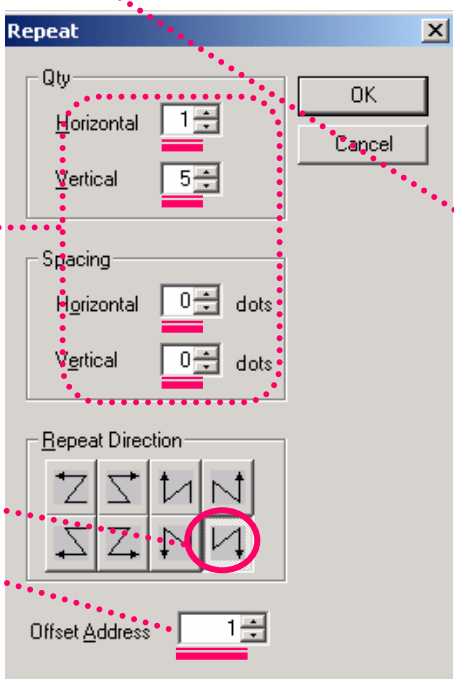 Repeat
Qty
OK
Horizontal 1
Cancel
Vertical 5
Spacing
Horizontal 0 dots
Vertical 0 dots
Repeat Direction
Offset Address 1